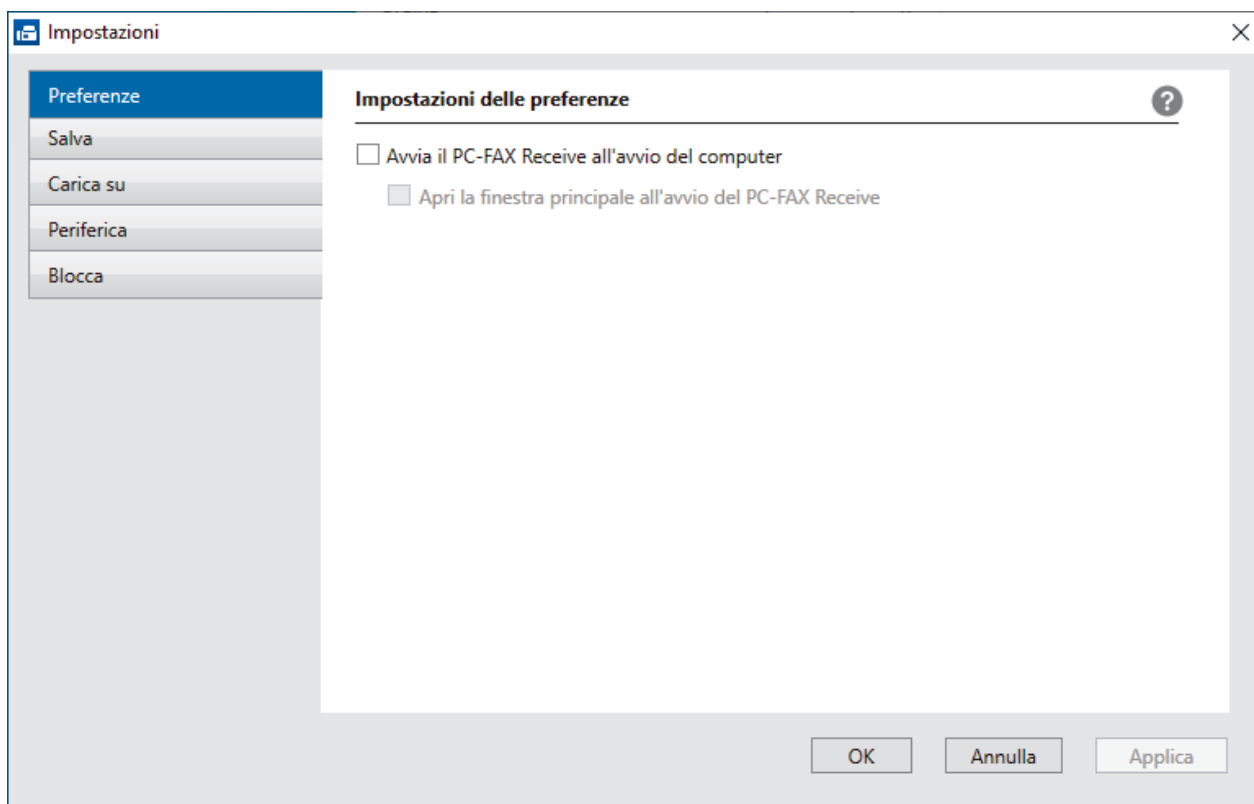 Impostazioni
Preferenze
Salva
Carica su
Periferica
Blocca
Impostazioni delle preferenze
?
Avvia il PC-FAX Receive all'avvio del computer
Apri la finestra principale all'avvio del PC-FAX Receive
OK
Annulla
Applica